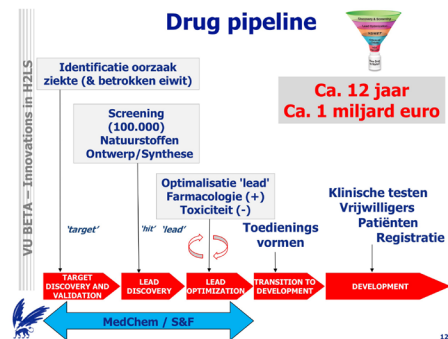 Drug pipeline
Identificatie oorzaak
ziekte (& betrokken eiwit)
Ca. 12 jaar
Ca. 1 miljard euro
Screening
(100.000)
Natuurstoffen
Ontwerp/Synthese
Optimalisatie 'lead'
Farmacologie (+)
Toxiciteit (-)
Klinische testen
Vrijwilligers
Patiënten
Registratie
Toedienings
vormen
'target'
'hit'
'lead'
TARGET
DISCOVERY AND
VALIDATION
LEAD
DISCOVERY
LEAD
OPTIMIZATION
TRANSITION TO
DEVELOPMENT
DEVELOPMENT
MedChem / S&F
VU BETA – Innovations in H2LS
12